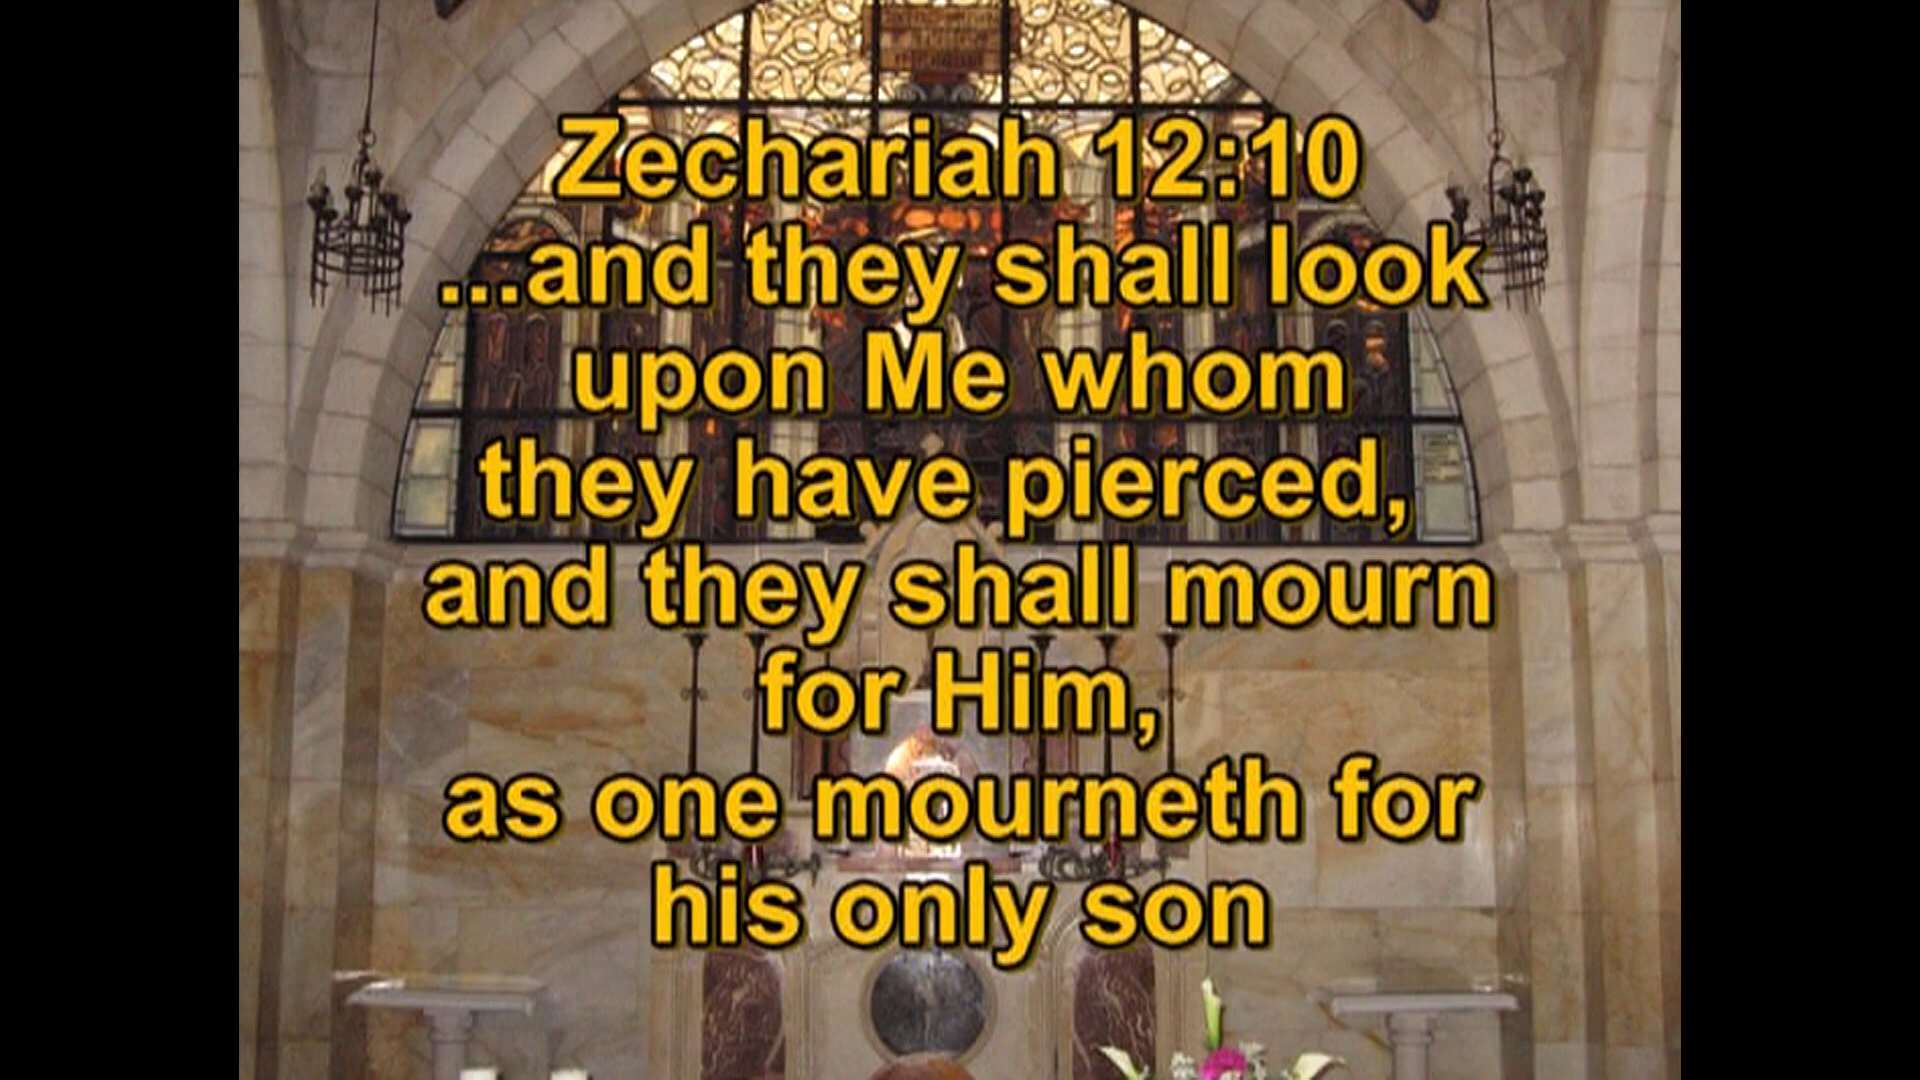 Zechariah 12:10
...and they shall look
upon Me whom
they have pierced,
and they shall mourn
for Him,
as one mourneth for
his only son